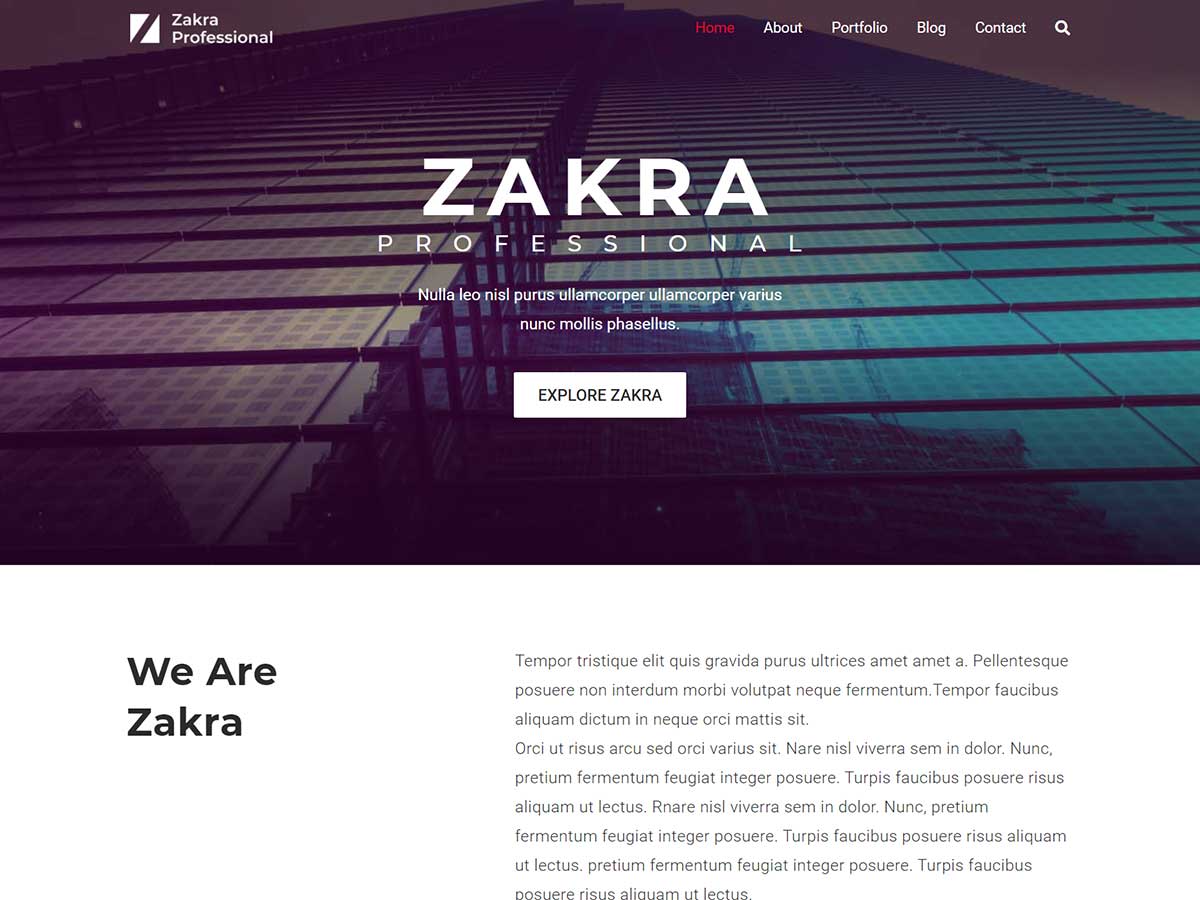 Zakra
Professional
Home About Portfolio Blog Contact
ZAKRA
PROFESSIONAL
Nulla leo nisl purus ullamcorper ullamcorper varius
nunc mollis phasellus.
EXPLORE ZAKRA
We Are
Zakra
Tempor tristique elit quis gravida purus ultrices amet amet a. Pellentesque
posuere non interdum morbi volutpat neque fermentum.Tempor faucibus
aliquam dictum in neque orci mattis sit.
Orci ut risus arcu sed orci varius sit. Nare nisl viverra sem in dolor. Nunc,
pretium fermentum feugiat integer posuere. Turpis faucibus posuere risus
aliquam ut lectus. Rnare nisl viverra sem in dolor. Nunc, pretium
fermentum feugiat integer posuere. Turpis faucibus posuere risus aliquam
ut lectus. pretium fermentum feugiat integer posuere. Turpis faucibus
posuere risus aliquam ut lectus.